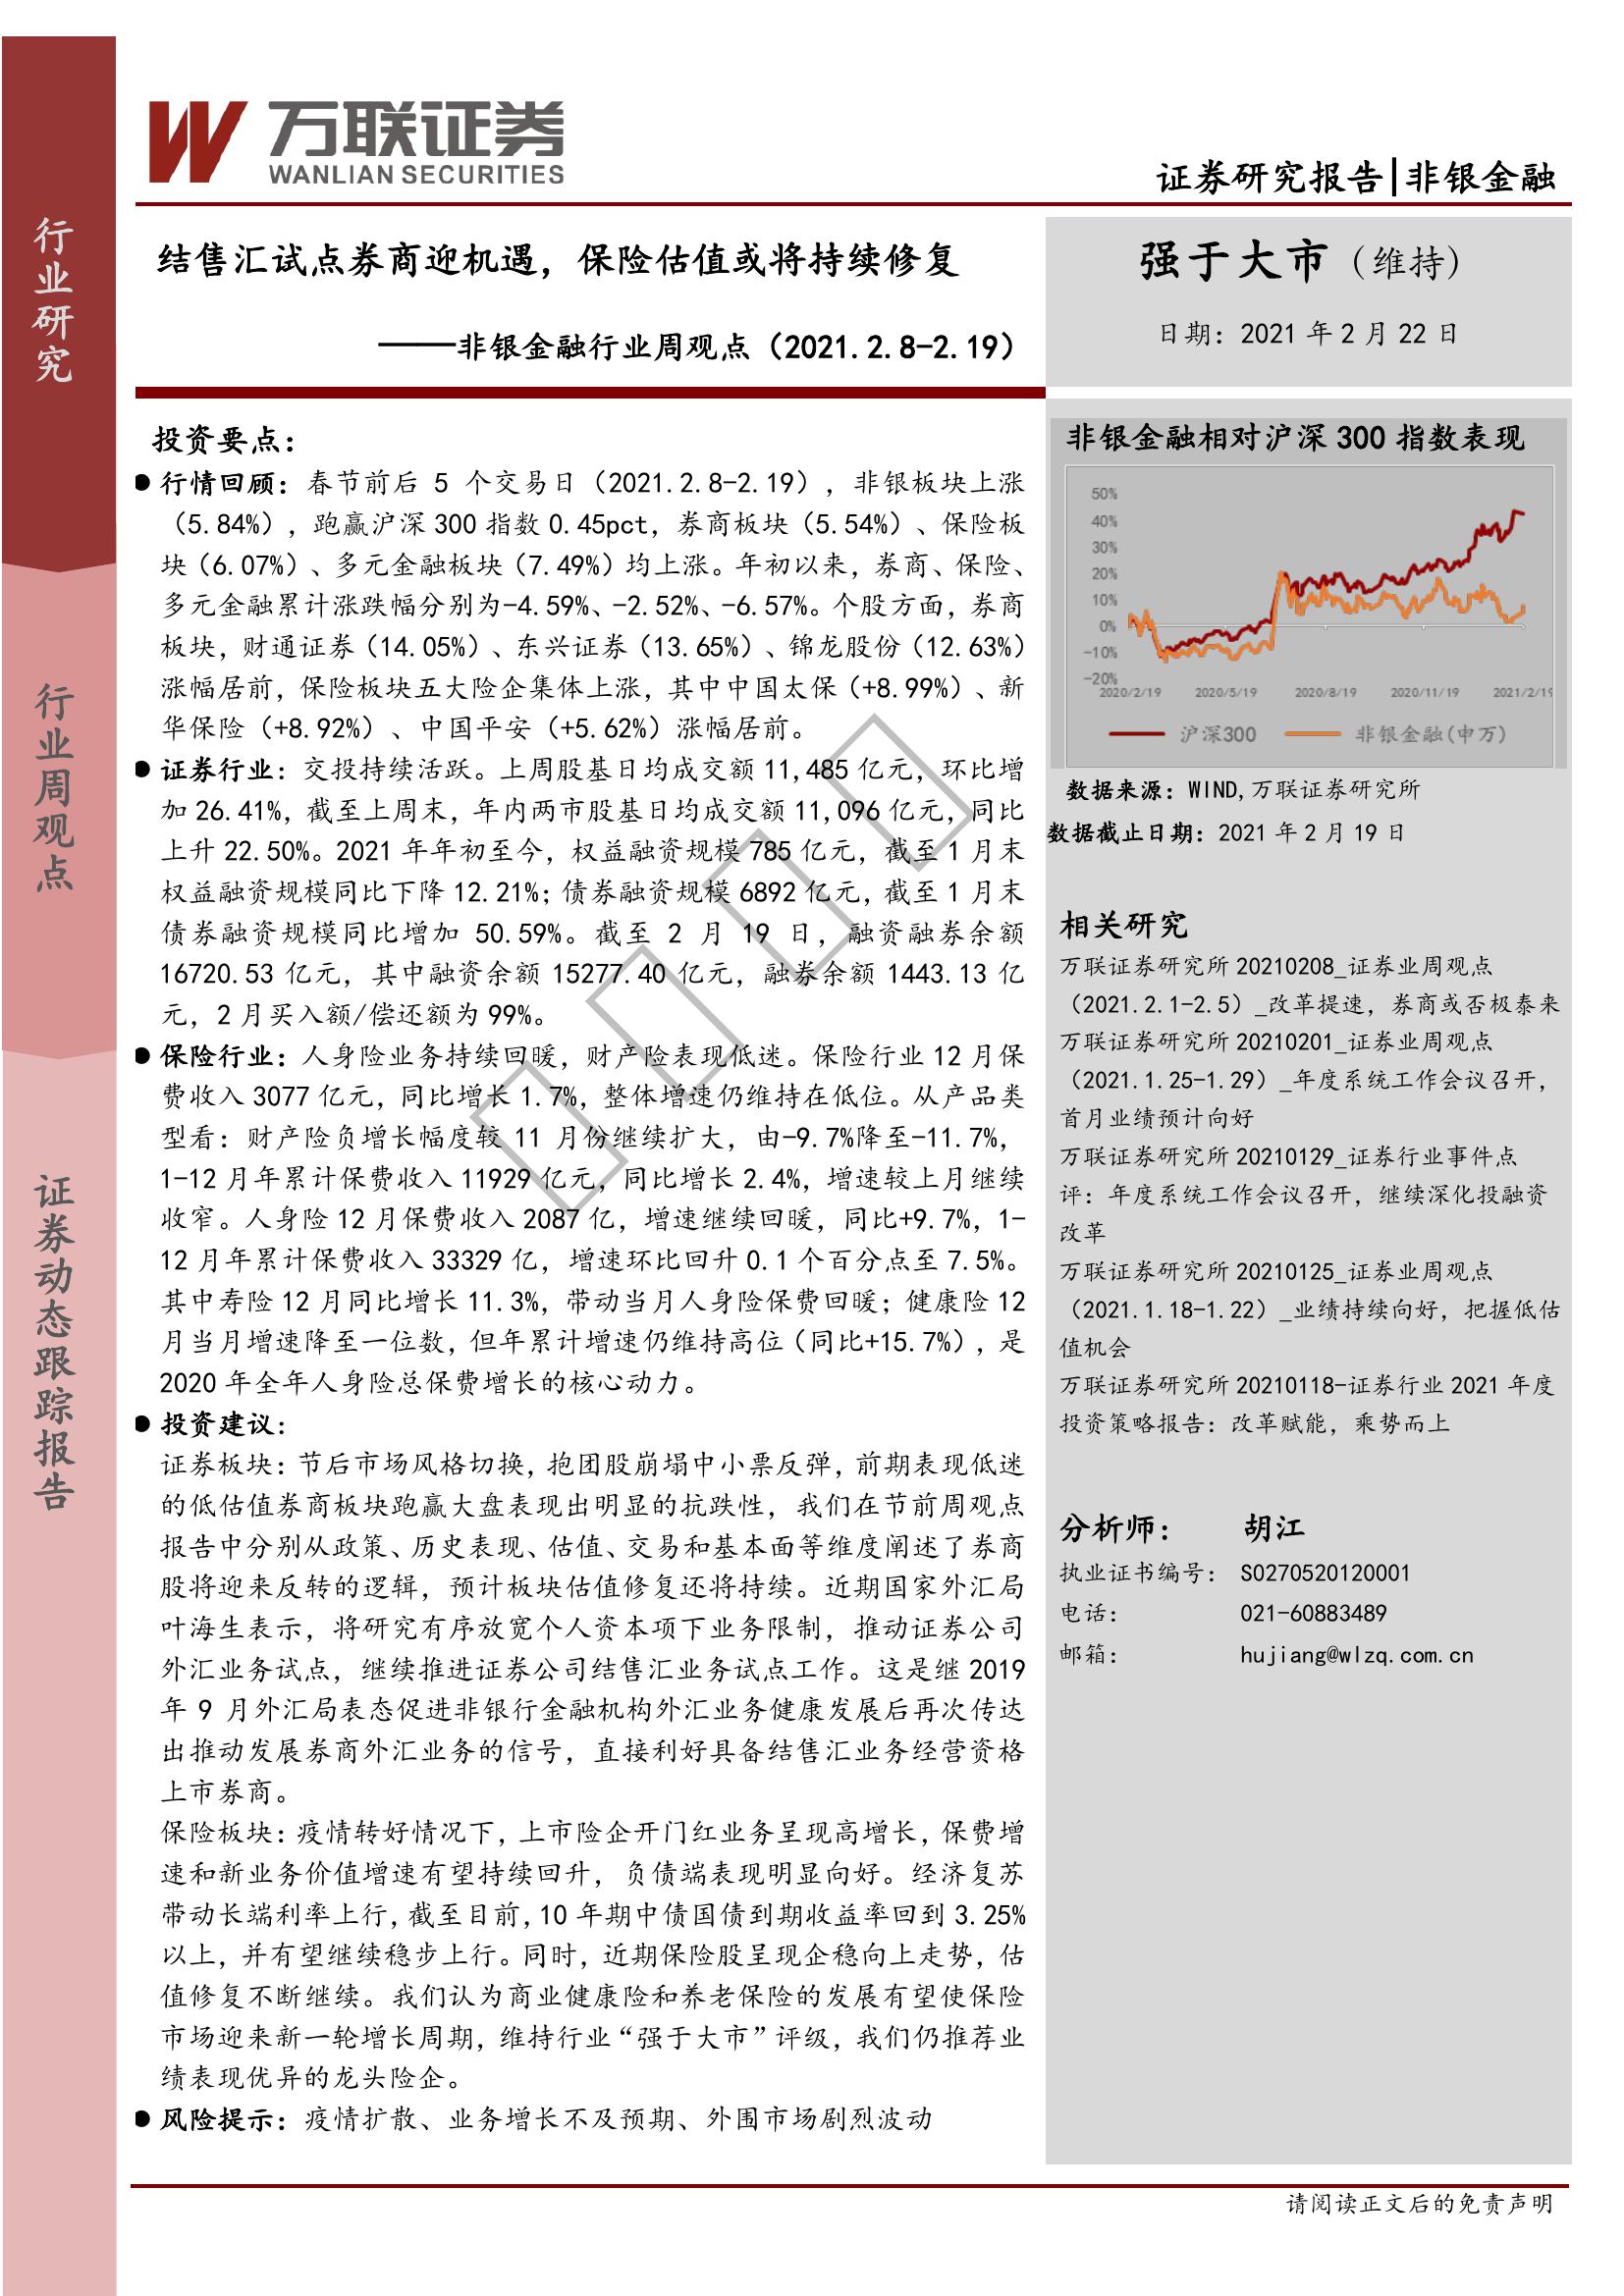 万联证券
WANLIAN SECURITIES
证券研究报告|非银金融
行业研究
行业周观点
证券动态跟踪报告
结售汇试点券商迎机遇，保险估值或将持续修复
——非银金融行业周观点（2021.2.8-2.19）
强于大市（维持）
日期：2021 年 2 月 22 日
投资要点：
● 行情回顾：春节前后 5 个交易日（2021.2.8-2.19），非银板块上涨
（5.84%），跑赢沪深 300 指数 0.45pct，券商板块（5.54%）、保险板
块（6.07%）、多元金融板块（7.49%）均上涨。年初以来，券商、保险、
多元金融累计涨跌幅分别为-4.59%、-2.52%、-6.57%。个股方面，券商
板块，财通证券（14.05%）、东兴证券（13.65%）、锦龙股份（12.63%）
涨幅居前，保险板块五大险企集体上涨，其中中国太保（+8.99%）、新
华保险（+8.92%）、中国平安（+5.62%）涨幅居前。
● 证券行业：交投持续活跃。上周股基日均成交额 11,485 亿元，环比增
加 26.41%，截至上周末，年内两市股基日均成交额 11,096 亿元，同比
上升 22.50%。2021 年年初至今，权益融资规模 785 亿元，截至 1 月末
权益融资规模同比下降 12.21%；债券融资规模 6892 亿元，截至 1 月末
债券融资规模同比增加 50.59%。截至 2 月 19 日，融资融券余额
16720.53 亿元，其中融资余额 15277.40 亿元，融券余额 1443.13 亿
元，2 月买入额/偿还额为 99%。
● 保险行业：人身险业务持续回暖，财产险表现低迷。保险行业 12 月保
费收入 3077 亿元，同比增长 1.7%，整体增速仍维持在低位。从产品类
型看：财产险负增长幅度较 11 月份继续扩大，由-9.7%降至-11.7%，
1-12 月年累计保费收入 11929 亿元，同比增长 2.4%，增速较上月继续
收窄。人身险 12 月保费收入 2087 亿，增速继续回暖，同比+9.7%，1-
12 月年累计保费收入 33329 亿，增速环比回升 0.1 个百分点至 7.5%。
其中寿险 12 月同比增长 11.3%，带动当月人身险保费回暖；健康险 12
月当月增速降至一位数，但年累计增速仍维持高位（同比+15.7%），是
2020 年全年人身险总保费增长的核心动力。
● 投资建议：
证券板块：节后市场风格切换，抱团股崩塌中小票反弹，前期表现低迷
的低估值券商板块跑赢大盘表现出明显的抗跌性，我们在节前周观点
报告中分别从政策、历史表现、估值、交易和基本面等维度阐述了券商
股将迎来反转的逻辑，预计板块估值修复还将持续。近期国家外汇局
叶海生表示，将研究有序放宽个人资本项下业务限制，推动证券公司
外汇业务试点，继续推进证券公司结售汇业务试点工作。这是继 2019
年 9 月外汇局表态促进非银行金融机构外汇业务健康发展后再次传达
出推动发展券商外汇业务的信号，直接利好具备结售汇业务经营资格
上市券商。
保险板块：疫情转好情况下，上市险企开门红业务呈现高增长，保费增
速和新业务价值增速有望持续回升，负债端表现明显向好。经济复苏
带动长端利率上行，截至目前，10 年期中债国债到期收益率回到 3.25%
以上，并有望继续稳步上行。同时，近期保险股呈现企稳向上走势，估
值修复不断继续。我们认为商业健康险和养老保险的发展有望使保险
市场迎来新一轮增长周期，维持行业“强于大市”评级，我们仍推荐业
绩表现优异的龙头险企。
● 风险提示：疫情扩散、业务增长不及预期、外围市场剧烈波动
非银金融相对沪深 300 指数表现
50%
40%
30%
20%
10%
0%
-10%
-20%
2020/2/19 2020/5/19 2020/8/19 2020/11/19 2021/2/19
沪深300 非银金融(申万)
数据来源：WIND,万联证券研究所
数据截止日期：2021 年 2 月 19 日
相关研究
万联证券研究所 20210208_证券业周观点
（2021.2.1-2.5）_改革提速，券商或否极泰来
万联证券研究所 20210201_证券业周观点
（2021.1.25-1.29）_年度系统工作会议召开，
首月业绩预计向好
万联证券研究所 20210129_证券行业事件点
评：年度系统工作会议召开，继续深化投融资
改革
万联证券研究所 20210125_证券业周观点
（2021.1.18-1.22）_业绩持续向好，把握低估
值机会
万联证券研究所 20210118-证券行业 2021 年度
投资策略报告：改革赋能，乘势而上
分析师： 胡江
执业证书编号： S0270520120001
电话： 021-60883489
邮箱： hujiang@wlzq.com.cn
请阅读正文后的免责声明